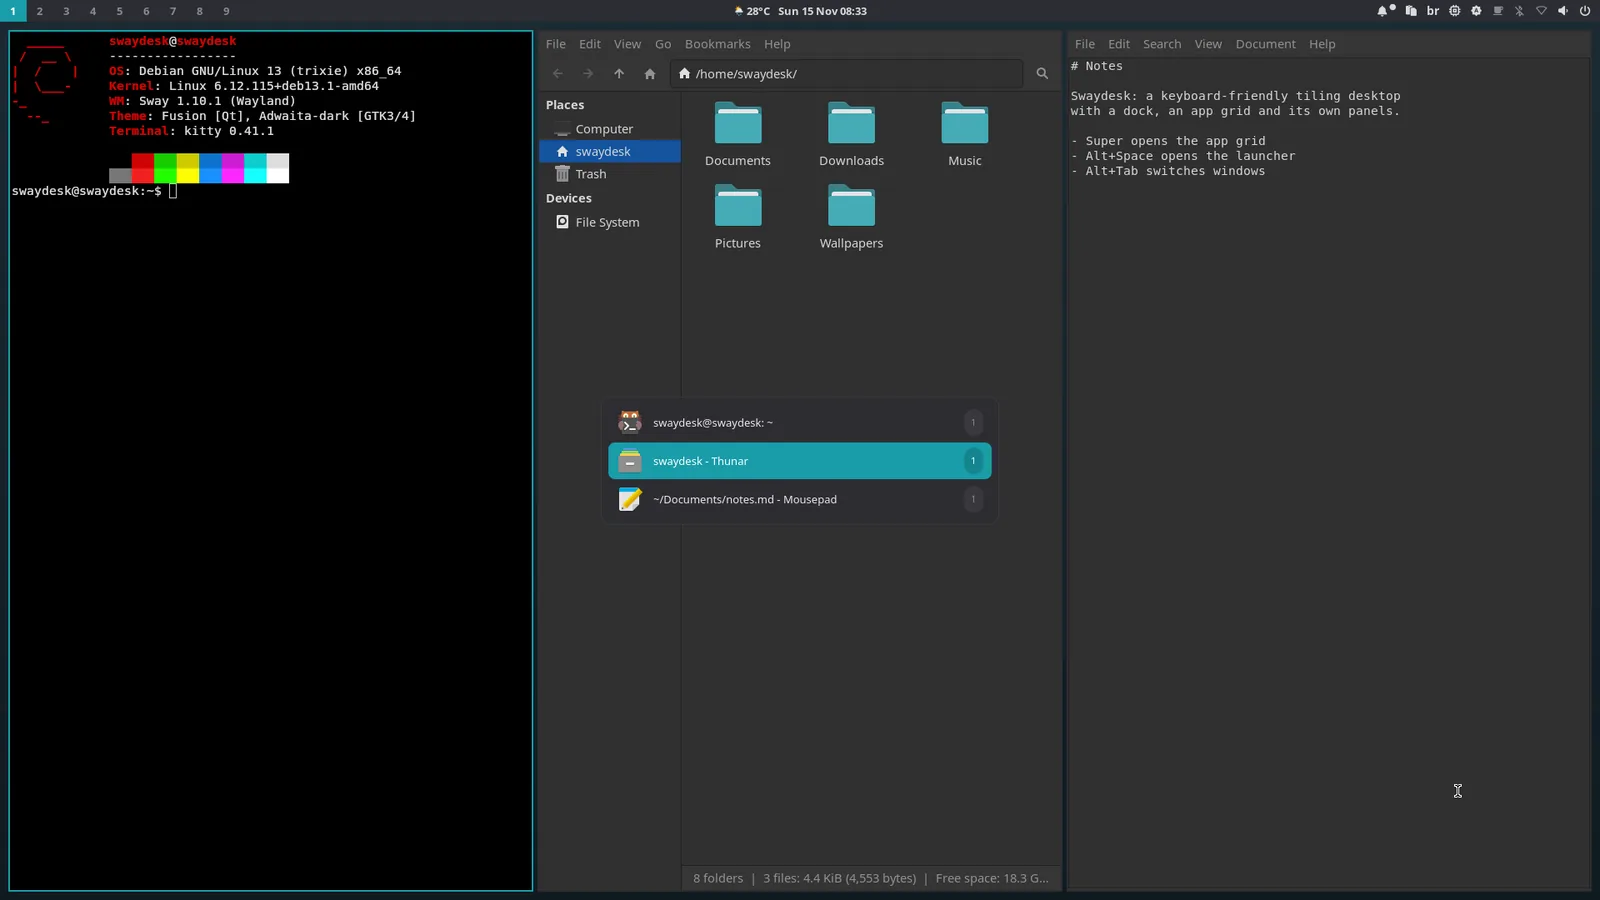 1 2 3 4 5 6 7 8 9
28°C Sun 15 Nov 08:33
br
swaydesk@swaydesk
-----------------
OS: Debian GNU/Linux 13 (trixie) x86_64
Kernel: Linux 6.12.115+deb13.1-amd64
WM: Sway 1.10.1 (Wayland)
Theme: Fusion [Qt], Adwaita-dark [GTK3/4]
Terminal: kitty 0.41.1
swaydesk@swaydesk:~$
File Edit View Go Bookmarks Help
/home/swaydesk/
Places
Computer
swaydesk
Trash
Devices
File System
Documents Downloads Music
Pictures Wallpapers
8 folders | 3 files: 4.4 KiB (4,553 bytes) | Free space: 18.3 G...
swaydesk@swaydesk: ~ 1
swaydesk - Thunar 1
~/Documents/notes.md - Mousepad 1
File Edit Search View Document Help
# Notes
Swaydesk: a keyboard-friendly tiling desktop
with a dock, an app grid and its own panels.
- Super opens the app grid
- Alt+Space opens the launcher
- Alt+Tab switches windows